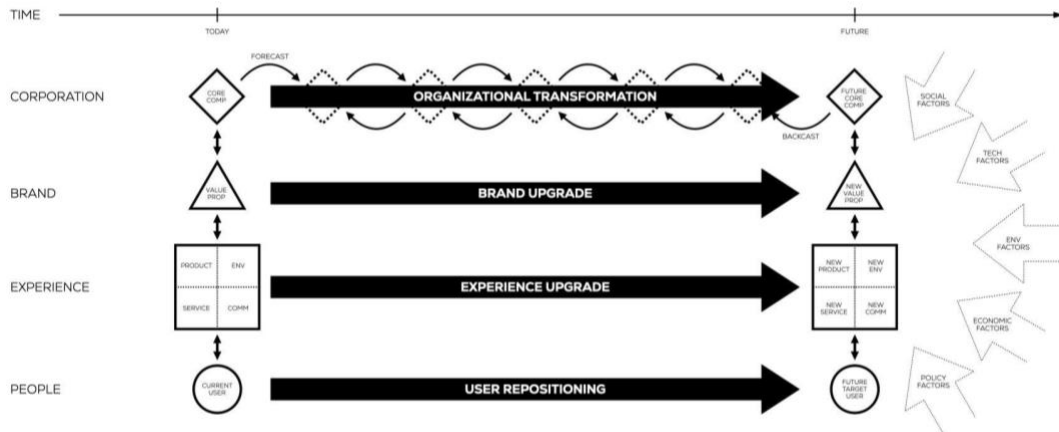 TIME
TODAY
FUTURE
FORECAST
CORPORATION
CORE
COMP
ORGANIZATIONAL TRANSFORMATION
FUTURE
CORE
COMP
BACKCAST
SOCIAL
FACTORS
TECH
FACTORS
BRAND
VALUE
PROP
BRAND UPGRADE
NEW
VALUE
PROP
ENV
FACTORS
EXPERIENCE
PRODUCT
ENV
SERVICE
COMM
EXPERIENCE UPGRADE
NEW
PRODUCT
NEW
ENV
NEW
SERVICE
NEW
COMM
ECONOMIC
FACTORS
PEOPLE
CURRENT
USER
USER REPOSITIONING
FUTURE
TARGET
USER
POLICY
FACTORS